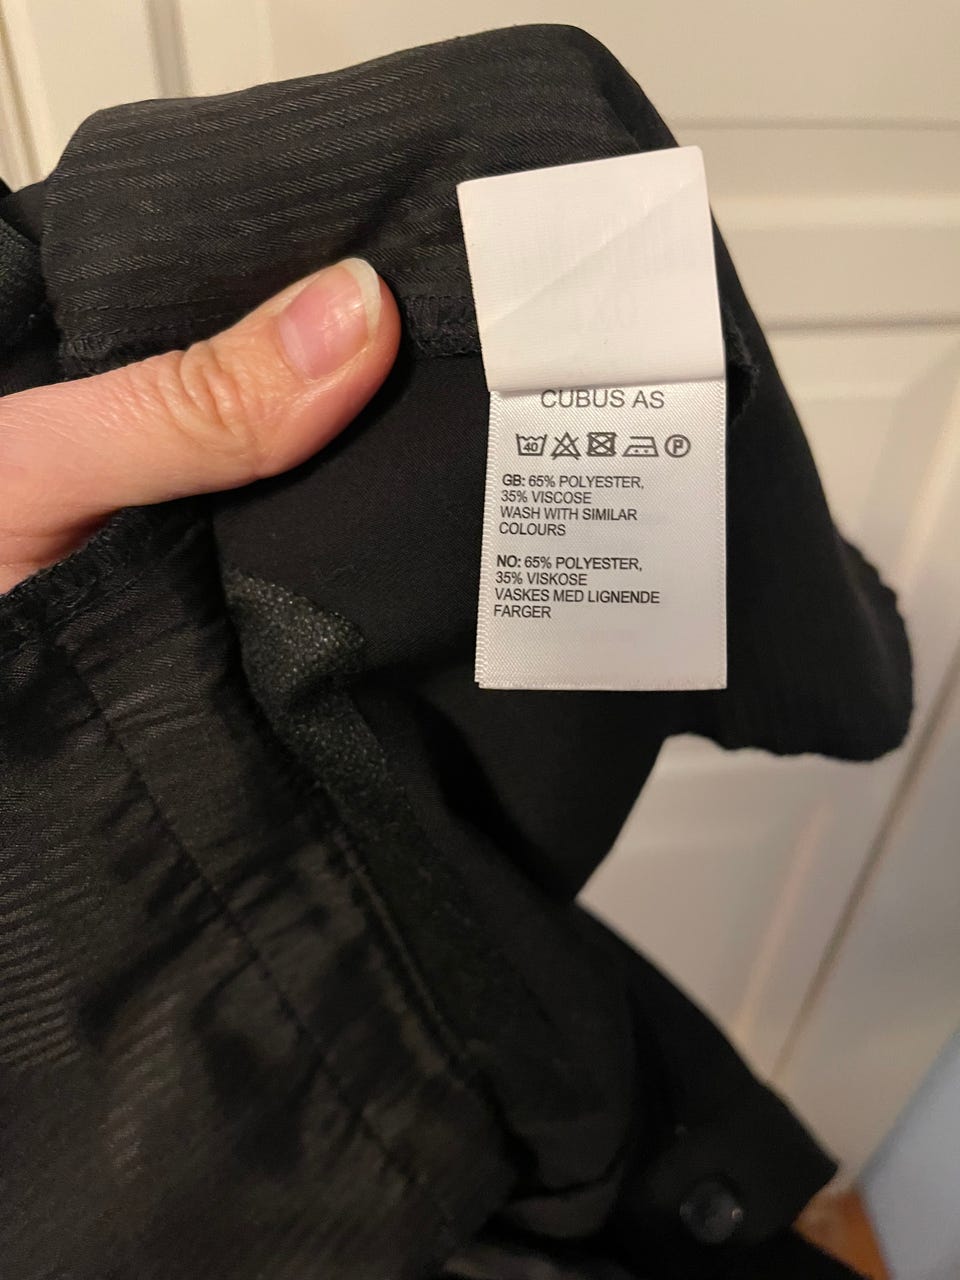 CUBUS AS
40 P
GB: 65% POLYESTER,
35% VISCOSE
WASH WITH SIMILAR
COLOURS
NO: 65% POLYESTER,
35% VISKOSE
VASKES MED LIGNENDE
FARGER